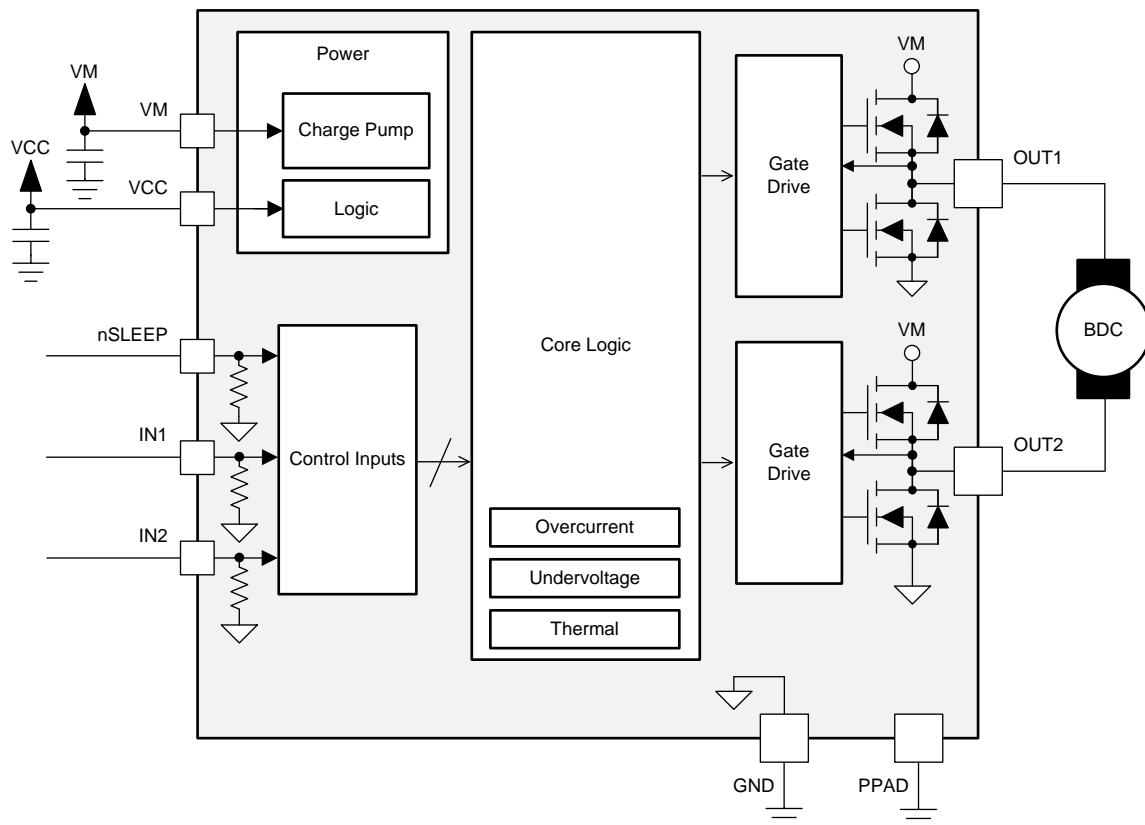 Power
VM
VM
Charge Pump
VCC
VCC
Logic
nSLEEP
IN1
Control Inputs
IN2
Core Logic
Overcurrent
Undervoltage
Thermal
VM
Gate
Drive
OUT1
BDC
VM
Gate
Drive
OUT2
GND
PPAD